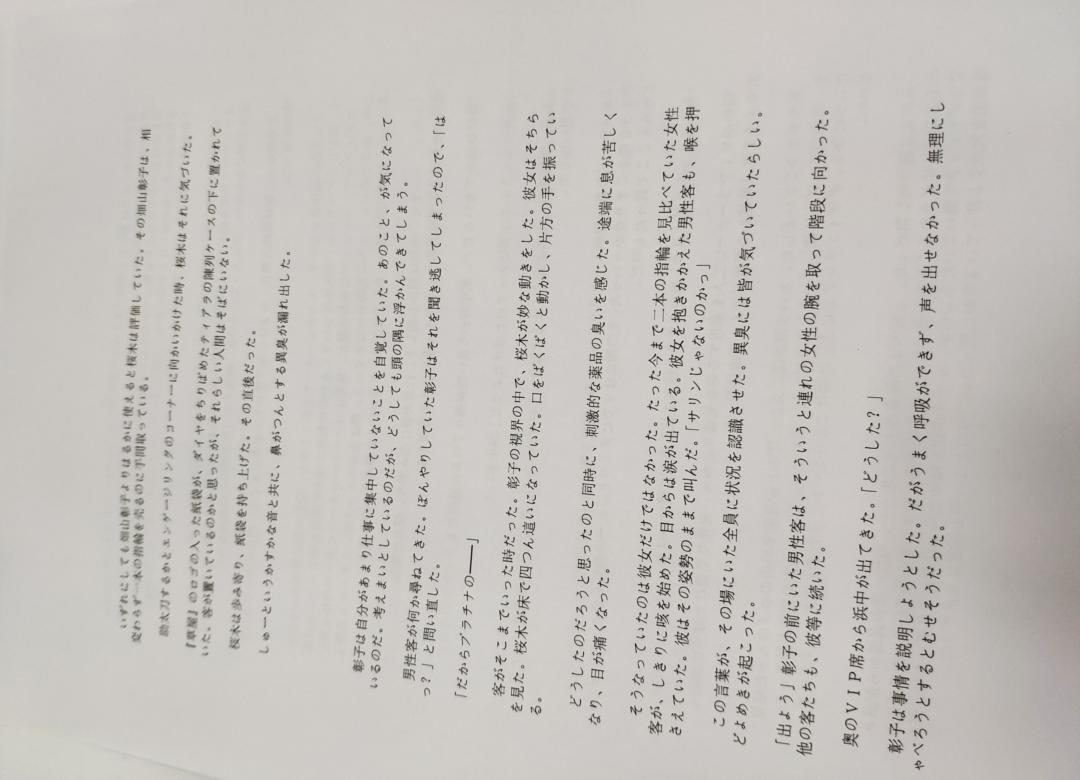 いずれにしても畑山彰子よりはるかに使えると桜木は評価していた。その畑山彰子は、相
変わらず一本の指輪を売るのに手間取っている。
助太刀するかとエンゲージリングのコーナーに向かいかけた時、桜木はそれに気づいた。
『華屋』のロゴの入った紙袋が、ダイヤをちりばめたティアラの陳列ケースの下に置かれて
いた。客が置いているのかと思ったが、それらしい人間はそばにいない。
桜木は歩み寄り、紙袋を持ち上げた。その直後だった。
しゅーというかすかな音と共に、鼻がつんとする異臭が漏れ出した。
彰子は自分があまり仕事に集中していないことを自覚していた。あのこと、が気になって
いるのだ。考えまいとしているのだが、どうしても頭の隅に浮かんできてしまう。
男性客が何か尋ねてきた。ぼんやりしていた彰子はそれを聞き逃してしまったので、「は
っ？」と問い直した。
「だからプラチナの――」
客がそこまでいった時だった。彰子の視界の中で、桜木が妙な動きをした。彼女はそちら
を見た。桜木が床で四つん這いになっていた。口をぱくぱくと動かし、片方の手を振ってい
る。
どうしたのだろうと思ったのと同時に、刺激的な薬品の臭いを感じた。途端に息が苦しく
なり、目が痛くなった。
そうなっていたのは彼女だけではなかった。たった今まで二本の指輪を見比べていた女性
客が、しきりに咳を始めた。目からは涙が出ている。彼女を抱きかかえた男性客も、喉を押
さえていた。彼はその姿勢のままで叫んだ。「サリンじゃないのかっ」
この言葉が、その場にいた全員に状況を認識させた。異臭には皆が気づいていたらしい。
どよめきが起こった。
「出よう」彰子の前にいた男性客は、そういうと連れの女性の腕を取って階段に向かった。
他の客たちも、彼等に続いた。
奥のＶＩＰ席から浜中が出てきた。「どうした？」
彰子は事情を説明しようとした。だがうまく呼吸ができず、声を出せなかった。無理にし
ゃべろうとするとむせそうだった。